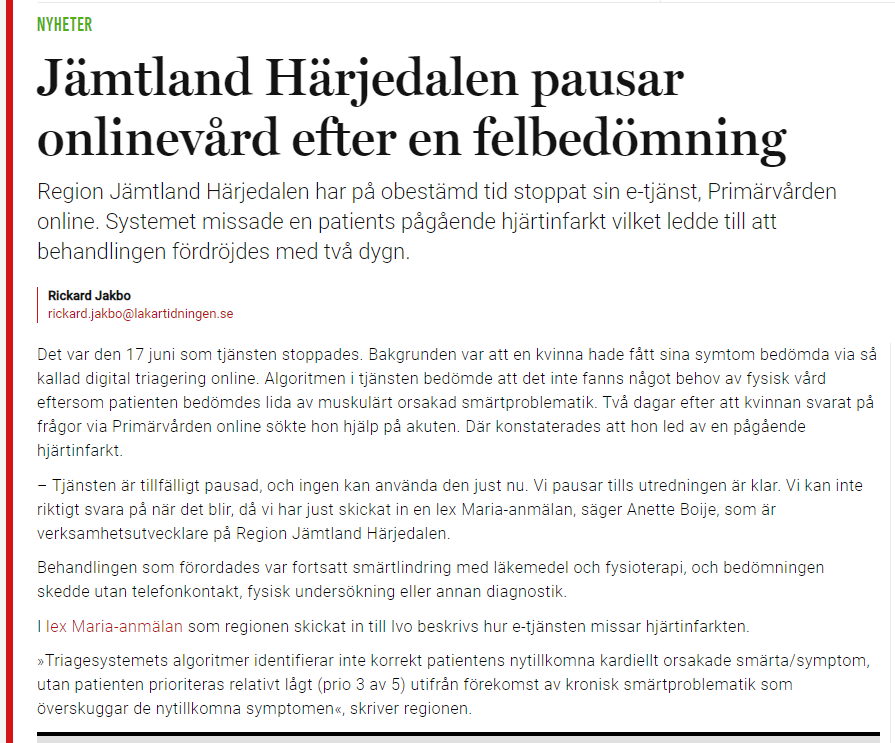 NYHETER
Jämtland Härjedalen pausar
onlinevård efter en felbedömning
Region Jämtland Härjedalen har på obestämd tid stoppat sin e-tjänst, Primärvården
online. Systemet missade en patients pågående hjärtinfarkt vilket ledde till att
behandlingen fördröjdes med två dygn.
Rickard Jakbo
rickard.jakbo@lakartidningen.se
Det var den 17 juni som tjänsten stoppades. Bakgrunden var att en kvinna hade fått sina symtom bedömda via så
kallad digital triagering online. Algoritmen i tjänsten bedömde att det inte fanns något behov av fysisk vård
eftersom patienten bedömdes lida av muskulärt orsakad smärtproblematik. Två dagar efter att kvinnan svarat på
frågor via Primärvården online sökte hon hjälp på akuten. Där konstaterades att hon led av en pågående
hjärtinfarkt.
– Tjänsten är tillfälligt pausad, och ingen kan använda den just nu. Vi pausar tills utredningen är klar. Vi kan inte
riktigt svara på när det blir, då vi har just skickat in en lex Maria-anmälan, säger Anette Boije, som är
verksamhetsutvecklare på Region Jämtland Härjedalen.
Behandlingen som förordades var fortsatt smärtlindring med läkemedel och fysioterapi, och bedömningen
skedde utan telefonkontakt, fysisk undersökning eller annan diagnostik.
I lex Maria-anmälan som regionen skickat in till Ivo beskrivs hur e-tjänsten missar hjärtinfarkten.
»Triagesystemets algoritmer identifierar inte korrekt patientens nytillkomna kardiellt orsakade smärta/symptom,
utan patienten prioriteras relativt lågt (prio 3 av 5) utifrån förekomst av kronisk smärtproblematik som
överskuggar de nytillkomna symptomen«, skriver regionen.